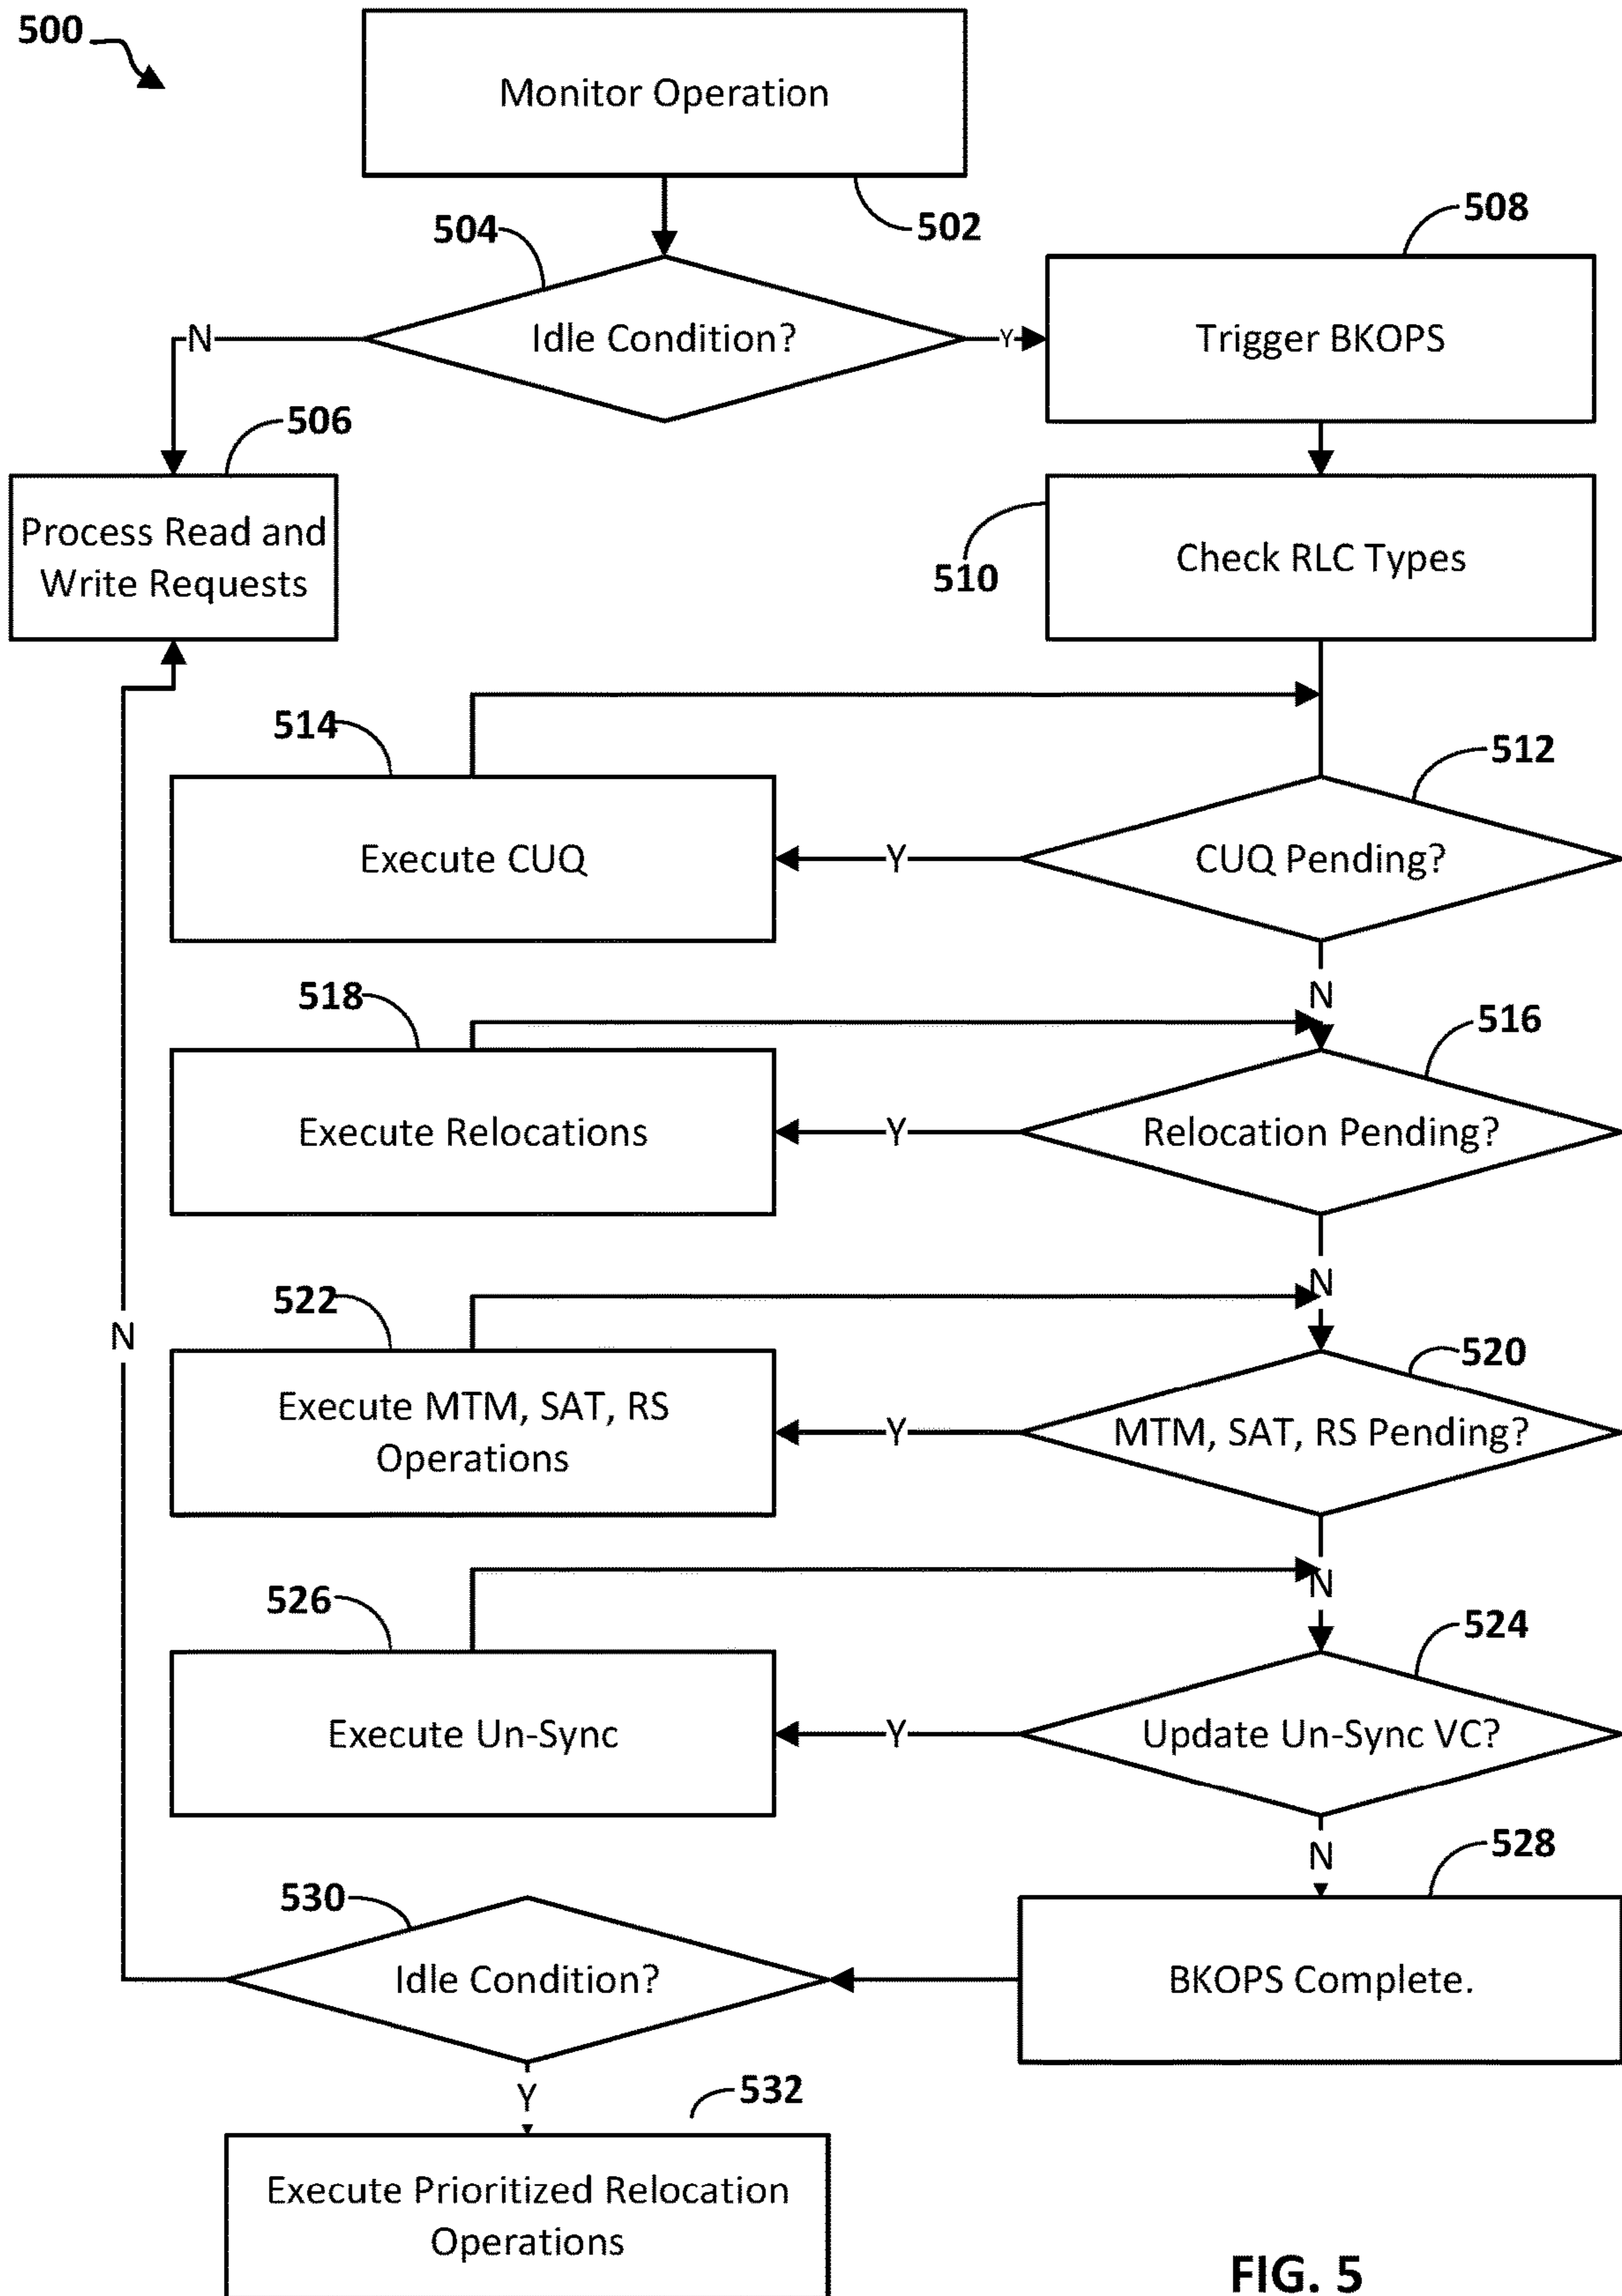 500
Monitor Operation
502
504
508
Idle Condition?
N
Y
Trigger BKOPS
506
Process Read and
Write Requests
510
Check RLC Types
514
512
Execute CUQ
Y
CUQ Pending?
N
518
516
Execute Relocations
Y
Relocation Pending?
N
522
520
N
Execute MTM, SAT, RS
Operations
Y
MTM, SAT, RS Pending?
N
526
524
Execute Un-Sync
Y
Update Un-Sync VC?
N
528
530
Idle Condition?
BKOPS Complete.
Y
532
Execute Prioritized Relocation
Operations
FIG. 5